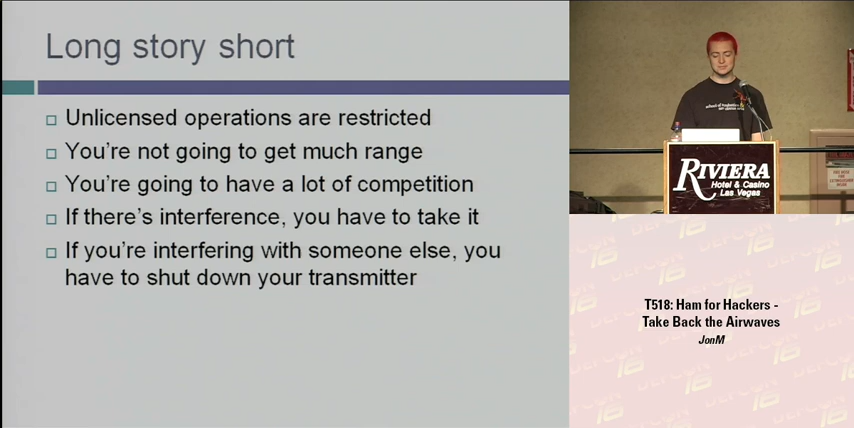 Long story short
Unlicensed operations are restricted
You're not going to get much range
You're going to have a lot of competition
If there's interference, you have to take it
If you're interfering with someone else, you
have to shut down your transmitter
RIVIERA
Hotel & Casino
Las Vegas
T518: Ham for Hackers -
Take Back the Airwaves
JonM
DEFCON
16